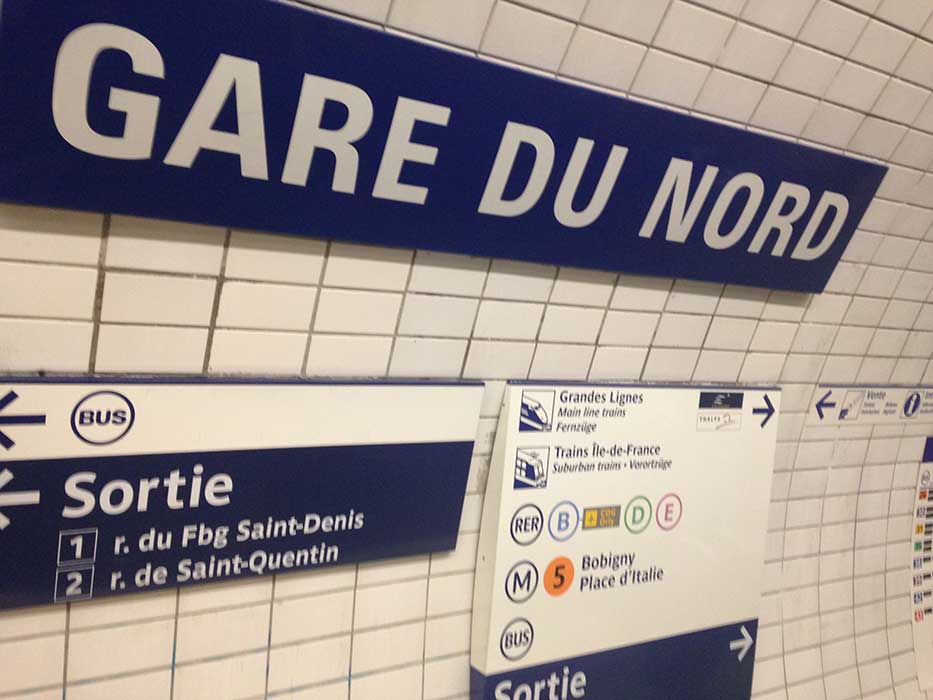 GARE DU NORD
BUS
Sortie
1 r. du Fbg Saint-Denis
2 r. de Saint-Quentin
Grandes Lignes
Main line trains
Fernzüge
THALYS
Trains Île-de-France
Suburban trains • Vorortzüge
RER B CDG Only D E
M 5 Bobigny
Place d'Italie
BUS
Sortie
Vente